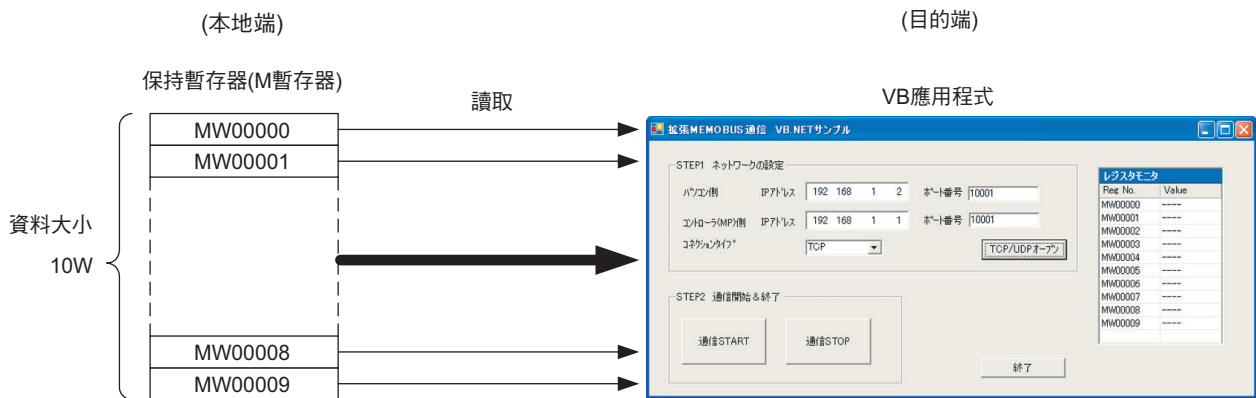 (本地端)
(目的端)
保持暫存器(M暫存器)
讀取
VB應用程式
資料大小
10W
MW00000
MW00001
MW00008
MW00009
拡張MEMOBUS通信 VB.NETサンプル
STEP1 ネットワークの設定
パソコン側 IPアドレス 192 168 1 2 ポート番号 10001
コントローラ(MP)側 IPアドレス 192 168 1 1 ポート番号 10001
コネクションタイプ TCP TCP/UDPオープン
STEP2 通信開始&終了
通信START 通信STOP
終了
レジスタモニタ
Reg No. Value
MW00000 ----
MW00001 ----
MW00002 ----
MW00003 ----
MW00004 ----
MW00005 ----
MW00006 ----
MW00007 ----
MW00008 ----
MW00009 ----